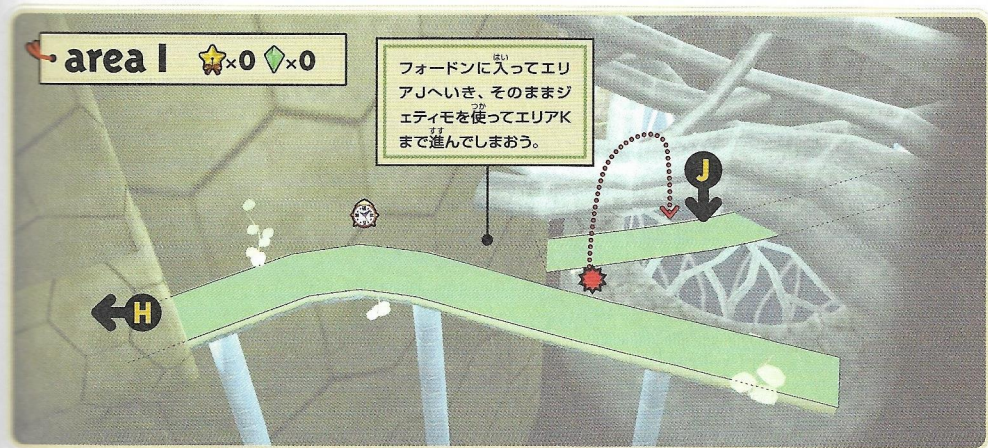 area I ×0 ×0
フォードンに入ってエリ
アJへいき、そのままジ
ェティモを使ってエリアK
まで進んでしまおう。
J
H